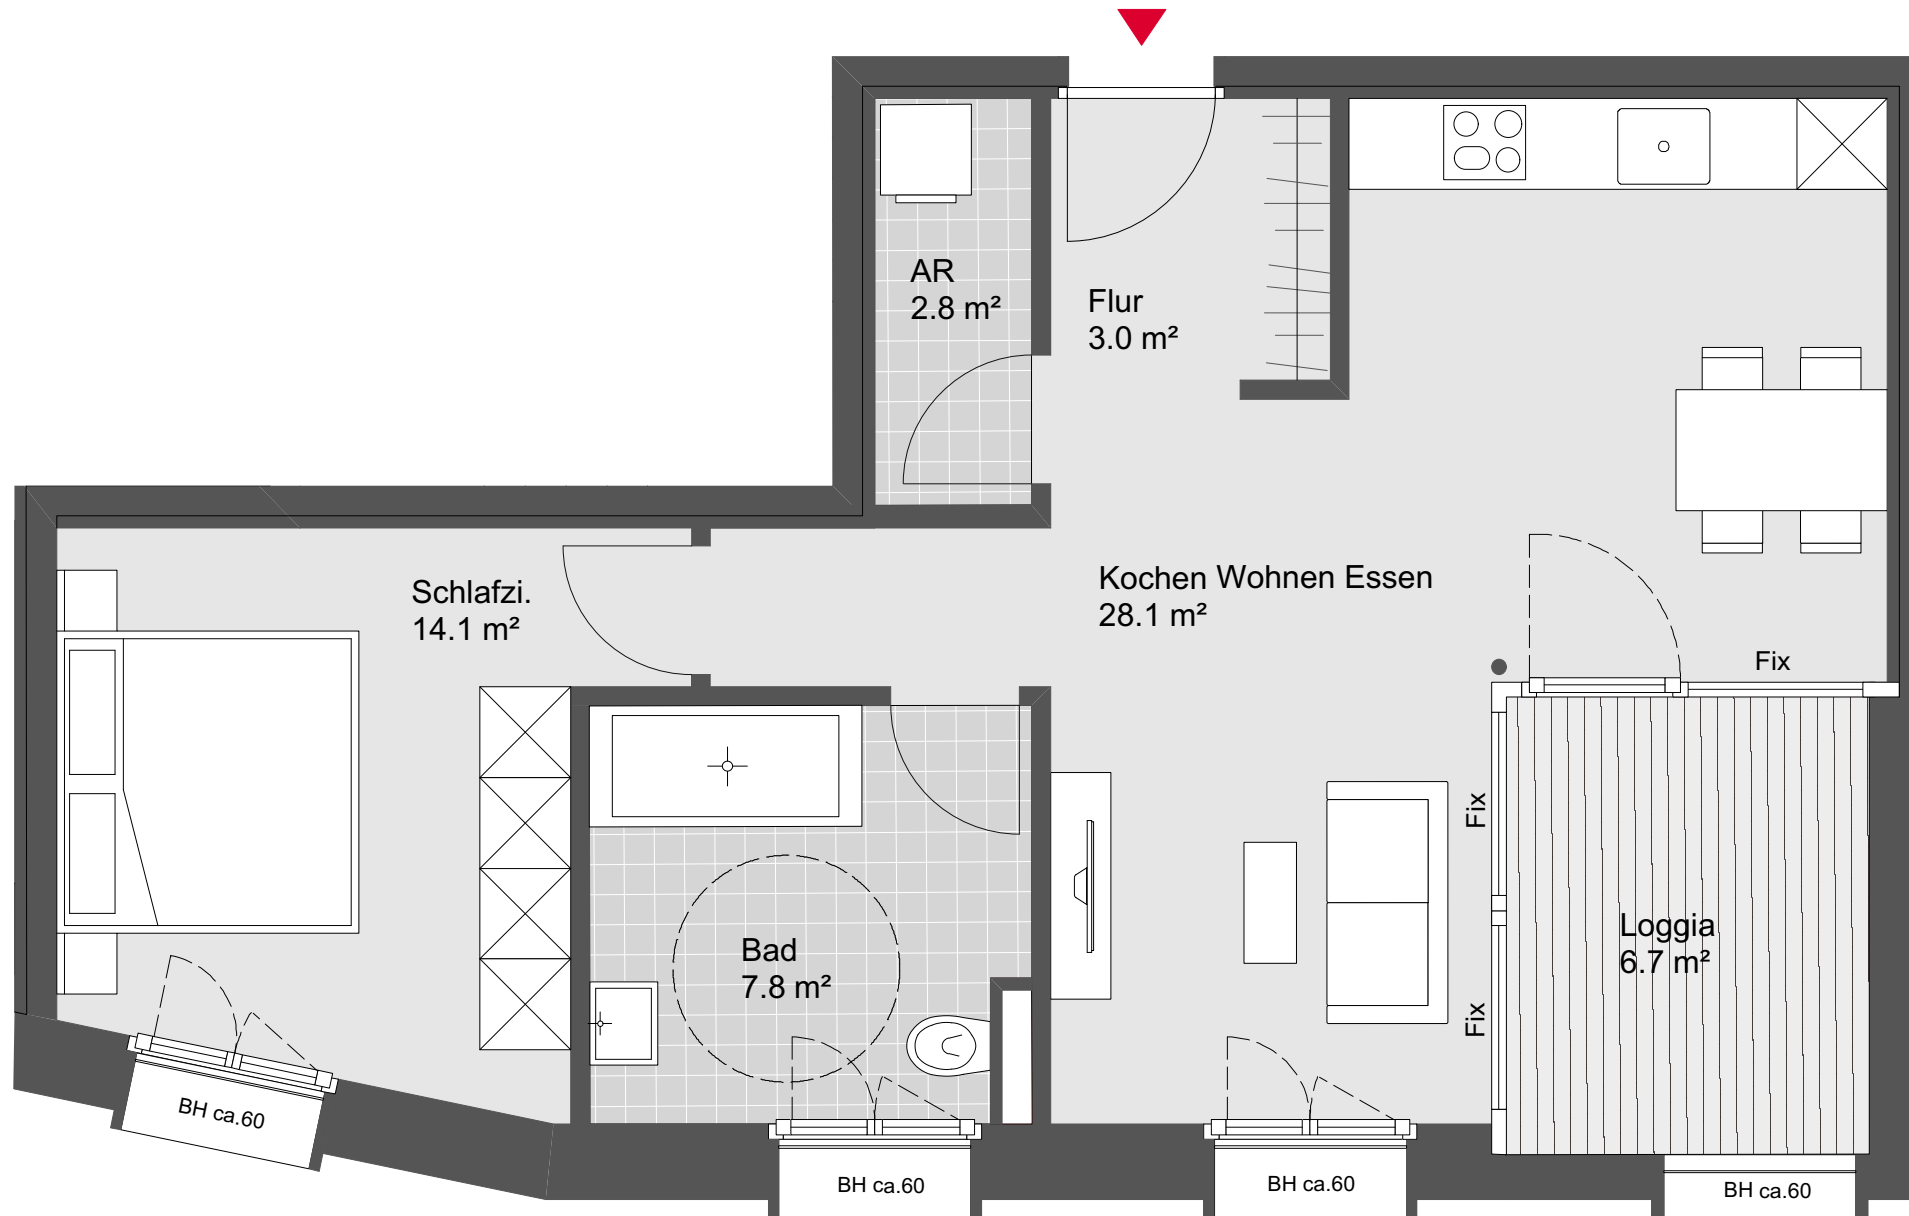 AR
2.8 m²
Flur
3.0 m²
Schlafzi.
14.1 m²
Kochen Wohnen Essen
28.1 m²
Fix
Fix
Fix
Bad
7.8 m²
Loggia
6.7 m²
BH ca.60
BH ca.60
BH ca.60
BH ca.60